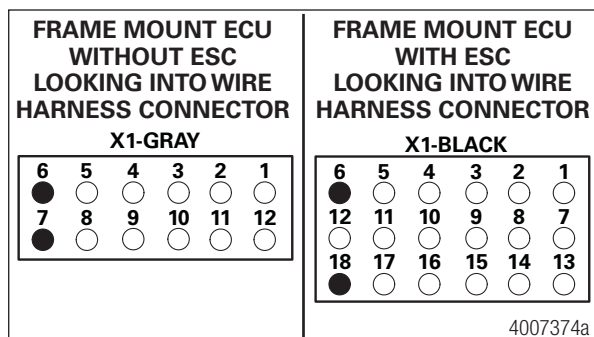 FRAME MOUNT ECU
WITHOUT ESC
LOOKING INTO WIRE
HARNESS CONNECTOR
X1-GRAY
6 5 4 3 2 1
7 8 9 10 11 12
FRAME MOUNT ECU
WITH ESC
LOOKING INTO WIRE
HARNESS CONNECTOR
X1-BLACK
6 5 4 3 2 1
12 11 10 9 8 7
18 17 16 15 14 13
4007374a